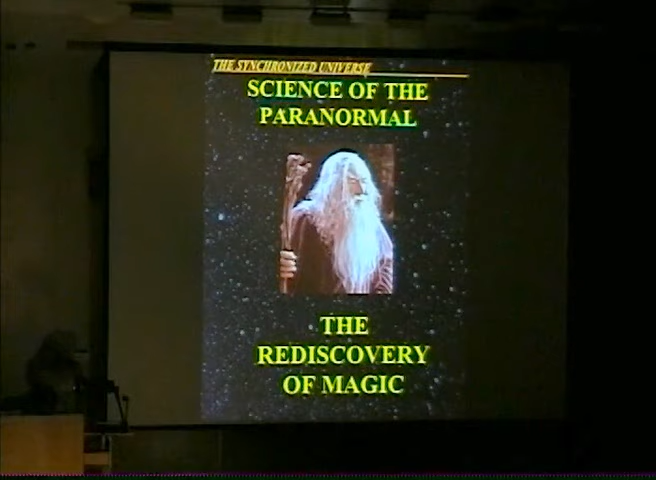 THE SYNCHRONIZED UNIVERSE
SCIENCE OF THE
PARANORMAL
THE
REDISCOVERY
OF MAGIC